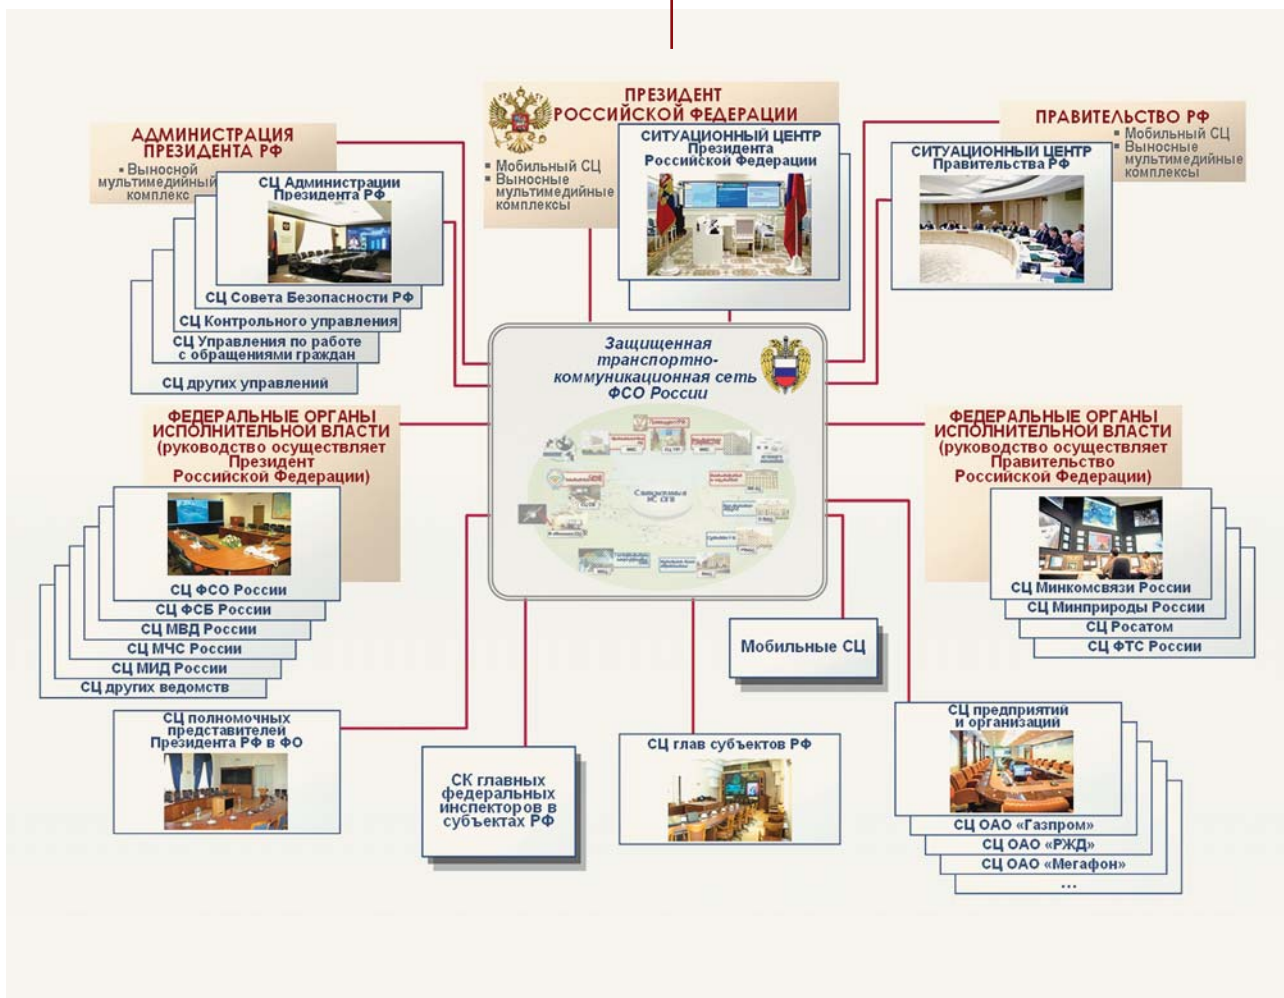 ПРЕЗИДЕНТ
РОССИЙСКОЙ ФЕДЕРАЦИИ
▪ Мобильный СЦ
▪ Выносные
мультимедийные
комплексы
СИТУАЦИОННЫЙ ЦЕНТР
Президента
Российской Федерации
АДМИНИСТРАЦИЯ
ПРЕЗИДЕНТА РФ
▪ Выносной
мультимедийный
комплекс
СЦ Администрации
Президента РФ
СЦ Совета Безопасности РФ
СЦ Контрольного управления
СЦ Управления по работе
с обращениями граждан
СЦ других управлений
ПРАВИТЕЛЬСТВО РФ
▪ Мобильный СЦ
▪ Выносные
мультимедийные
комплексы
СИТУАЦИОННЫЙ ЦЕНТР
Правительства РФ
Защищенная
транспортно-
коммуникационная сеть
ФСО России
ФЕДЕРАЛЬНЫЕ ОРГАНЫ
ИСПОЛНИТЕЛЬНОЙ ВЛАСТИ
(руководство осуществляет
Президент
Российской Федерации)
СЦ ФСО России
СЦ ФСБ России
СЦ МВД России
СЦ МЧС России
СЦ МИД России
СЦ других ведомств
ФЕДЕРАЛЬНЫЕ ОРГАНЫ
ИСПОЛНИТЕЛЬНОЙ ВЛАСТИ
(руководство осуществляет
Правительство
Российской Федерации)
СЦ Минкомсвязи России
СЦ Минприроды России
СЦ Росатом
СЦ ФТС России
СЦ полномочных
представителей
Президента РФ в ФО
СК главных
федеральных
инспекторов в
субъектах РФ
СЦ глав субъектов РФ
Мобильные СЦ
СЦ предприятий
и организаций
СЦ ОАО «Газпром»
СЦ ОАО «РЖД»
СЦ ОАО «Мегафон»
...